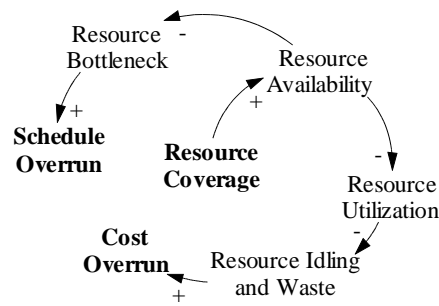 Resource
Bottleneck
-
Resource
Availability
+
Schedule
Overrun
+
Resource
Coverage
-
Resource
Utilization
-
Cost
Overrun
Resource Idling
and Waste
+